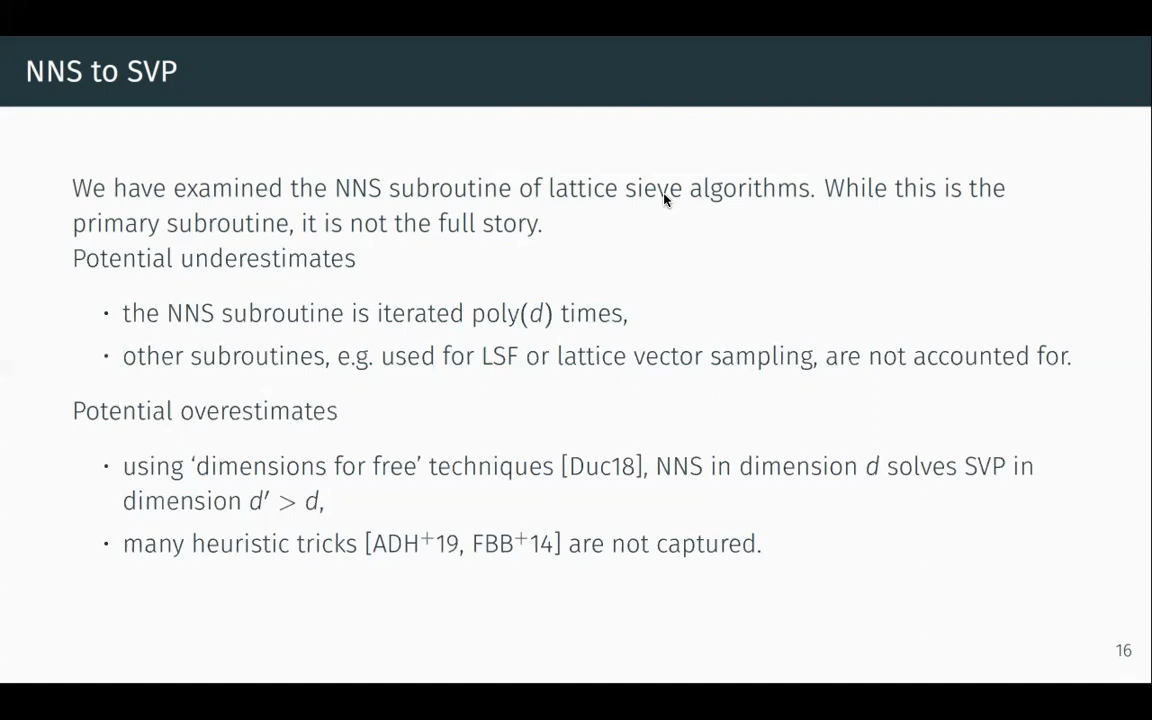 NNS to SVP
We have examined the NNS subroutine of lattice sieve algorithms. While this is the
primary subroutine, it is not the full story.
Potential underestimates
· the NNS subroutine is iterated poly(d) times,
· other subroutines, e.g. used for LSF or lattice vector sampling, are not accounted for.
Potential overestimates
· using ‘dimensions for free’ techniques [Duc18], NNS in dimension d solves SVP in
dimension d′ > d,
· many heuristic tricks [ADH⁺19, FBB⁺14] are not captured.
16